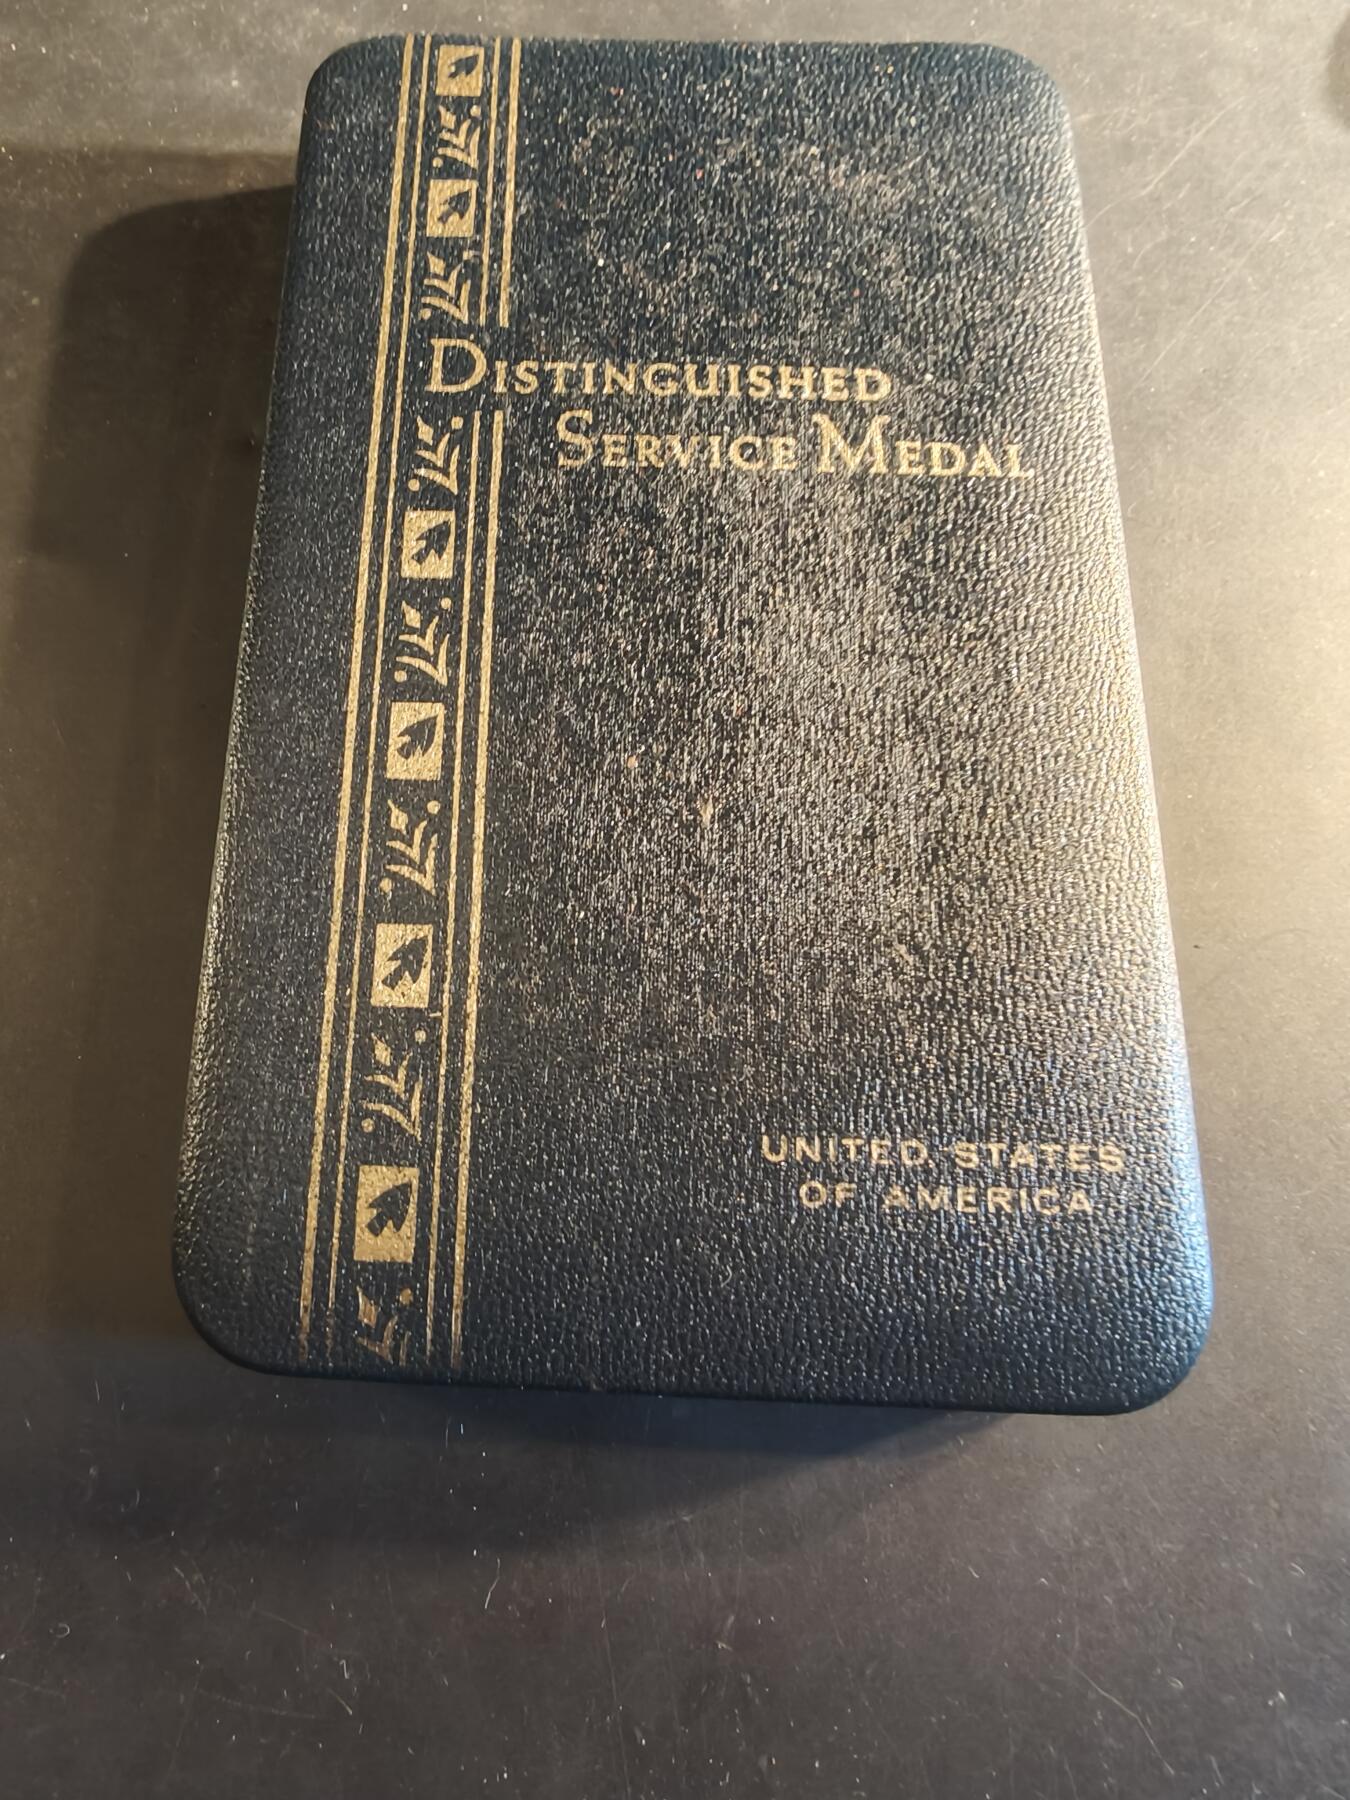 DISTINGUISHED
SERVICE MEDAL
UNITED STATES
OF AMERICA